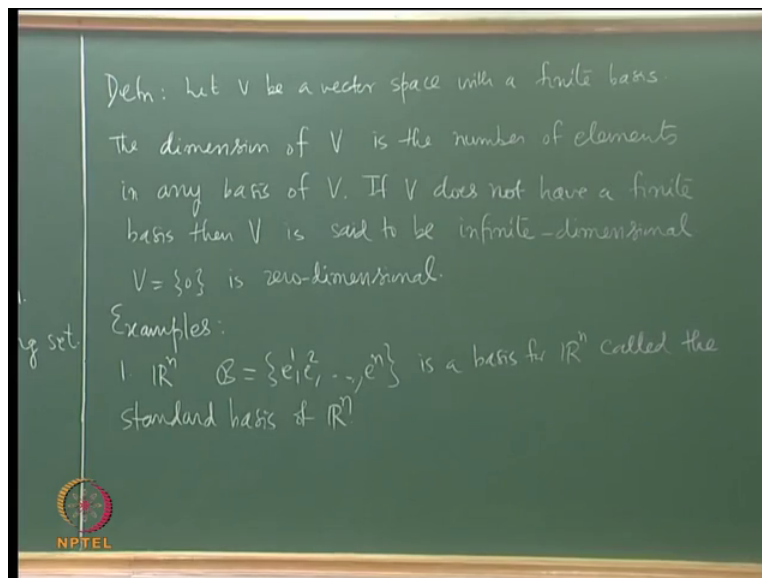 Defn: Let V be a vector space with a finite basis.
The dimension of V is the number of elements
in any basis of V. If V does not have a finite
basis then V is said to be infinite-dimensional
V = {0} is zero-dimensional.
Examples:
g set.
1. ℝⁿ ℬ = {e¹, e², ..., eⁿ} is a basis for ℝⁿ called the
standard basis of ℝⁿ
NPTEL